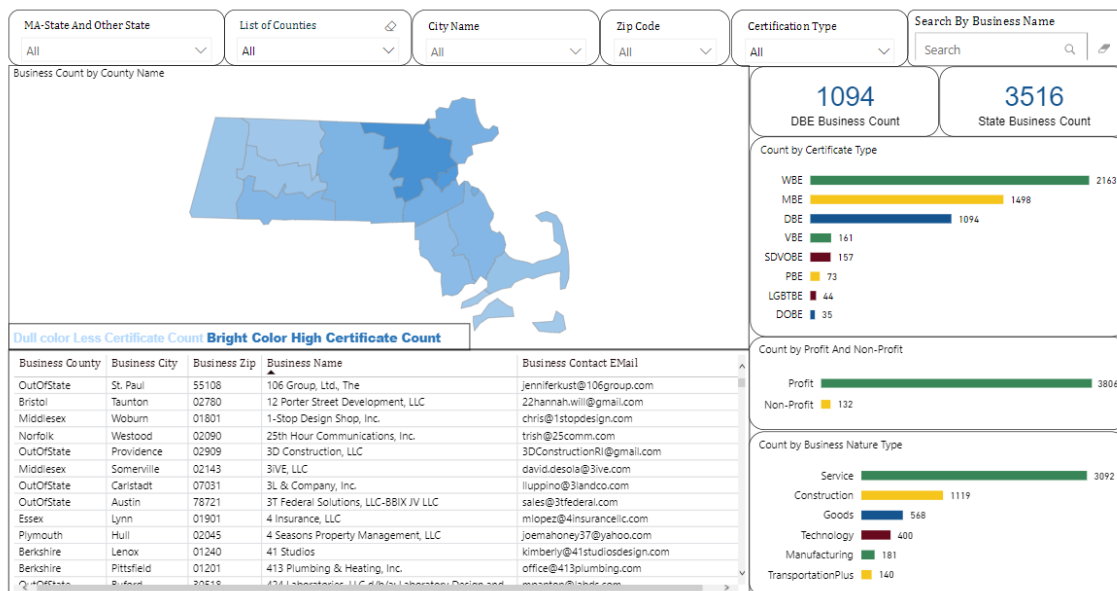 MA-State And Other State
All
List of Counties
All
City Name
All
Zip Code
All
Certification Type
All
Search By Business Name
Search
Business Count by County Name
Dull color Less Certificate Count Bright Color High Certificate Count
1094
DBE Business Count
3516
State Business Count
Count by Certificate Type
WBE 2163
MBE 1498
DBE 1094
VBE 161
SDVOBE 157
PBE 73
LGBTBE 44
DOBE 35
Count by Profit And Non-Profit
Profit 3806
Non-Profit 132
Count by Business Nature Type
Service 3092
Construction 1119
Goods 568
Technology 400
Manufacturing 181
TransportationPlus 140
Business County Business City Business Zip Business Name Business Contact EMail
OutOfState St. Paul 55108 106 Group, Ltd., The jenniferkust@106group.com
Bristol Taunton 02780 12 Porter Street Development, LLC 22hannah.will@gmail.com
Middlesex Woburn 01801 1-Stop Design Shop, Inc. chris@1stopdesign.com
Norfolk Westood 02090 25th Hour Communications, Inc. trish@25comm.com
OutOfState Providence 02909 3D Construction, LLC 3DConstructionRI@gmail.com
Middlesex Somerville 02143 3iVE, LLC david.desola@3ive.com
OutOfState Carlstadt 07031 3L & Company, Inc. lluppino@3landco.com
OutOfState Austin 78721 3T Federal Solutions, LLC-BBIX JV LLC sales@3tfederal.com
Essex Lynn 01901 4 Insurance, LLC mlopez@4insurancellc.com
Plymouth Hull 02045 4 Seasons Property Management, LLC joemahoney37@yahoo.com
Berkshire Lenox 01240 41 Studios kimberly@41studiosdesign.com
Berkshire Pittsfield 01201 413 Plumbing & Heating, Inc. office@413plumbing.com
OutOfState Buford 30518 424 Laboratories, LLC d/b/a: Laboratory Design and